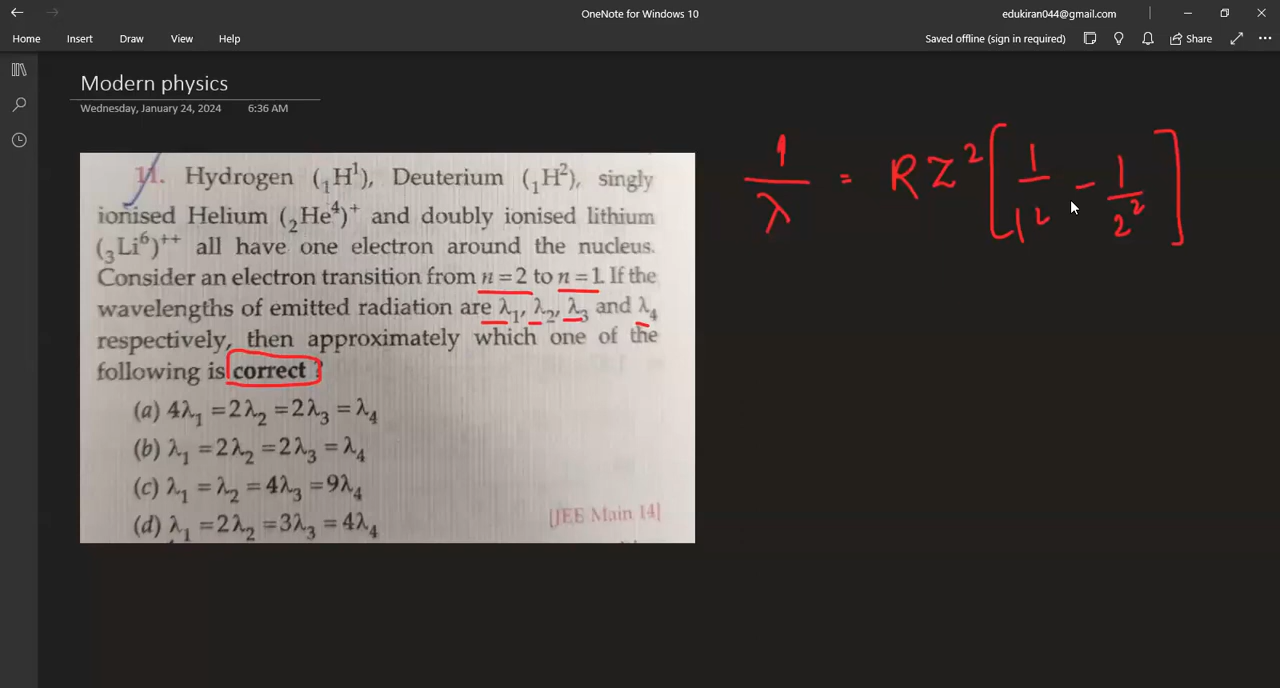 OneNote for Windows 10
edukiran044@gmail.com
Home Insert Draw View Help
Saved offline (sign in required) Share
Modern physics
Wednesday, January 24, 2024 6:36 AM
11. Hydrogen (₁H¹), Deuterium (₁H²), singly
ionised Helium (₂He⁴)⁺ and doubly ionised lithium
(₃Li⁶)⁺⁺ all have one electron around the nucleus.
Consider an electron transition from n = 2 to n = 1. If the
wavelengths of emitted radiation are λ₁, λ₂, λ₃ and λ₄
respectively, then approximately which one of the
following is correct ?
(a) 4λ₁ = 2λ₂ = 2λ₃ = λ₄
(b) λ₁ = 2λ₂ = 2λ₃ = λ₄
(c) λ₁ = λ₂ = 4λ₃ = 9λ₄
(d) λ₁ = 2λ₂ = 3λ₃ = 4λ₄
[JEE Main 14]
1/λ = RZ² [1/1² - 1/2²]